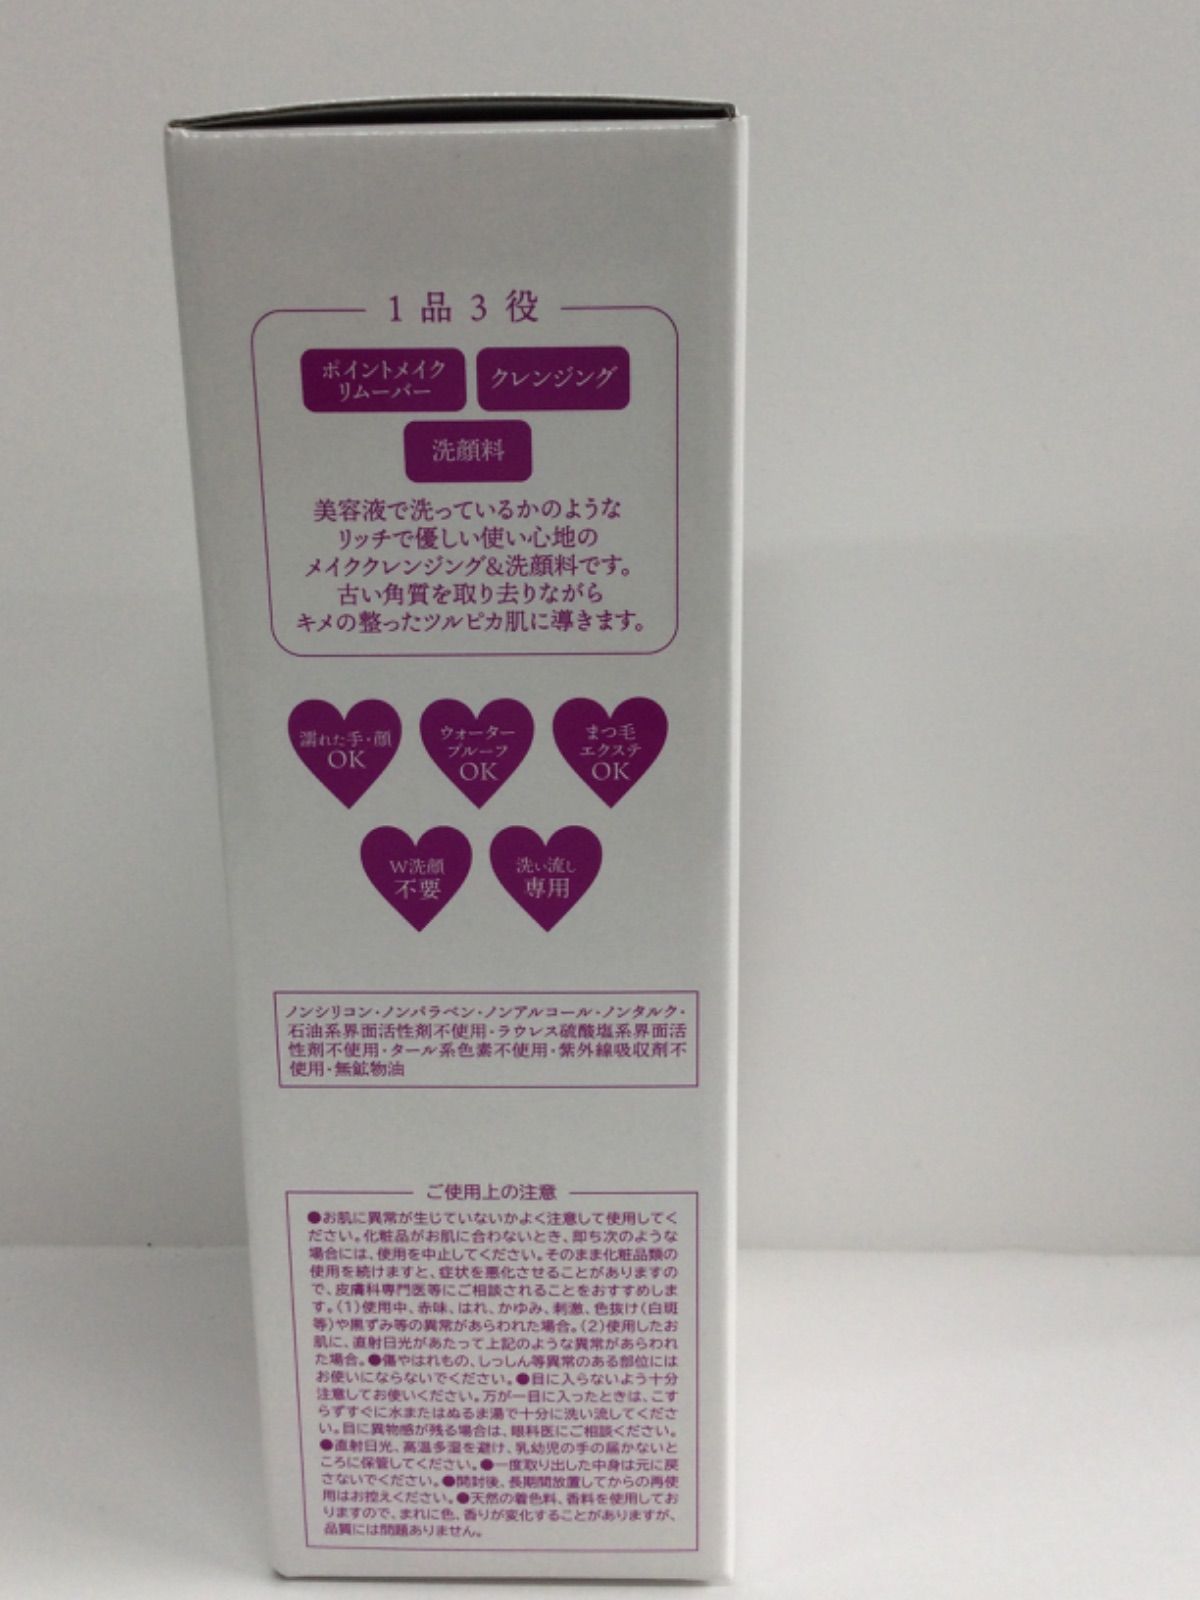 1品3役
ポイントメイク
リムーバー
クレンジング
洗顔料
美容液で洗っているかのような
リッチで優しい使い心地の
メイククレンジング&洗顔料です。
古い角質を取り去りながら
キメの整ったツルピカ肌に導きます。
濡れた手・顔
OK
ウォーター
プルーフ
OK
まつ毛
エクステ
OK
W洗顔
不要
洗い流し
専用
ノンシリコン・ノンパラベン・ノンアルコール・ノンタルク・
石油系界面活性剤不使用・ラウレス硫酸塩系界面活
性剤不使用・タール系色素不使用・紫外線吸収剤不
使用・無鉱物油
ご使用上の注意
●お肌に異常が生じていないかよく注意して使用してく
ださい。化粧品がお肌に合わないとき、即ち次のような
場合には、使用を中止してください。そのまま化粧品類の
使用を続けますと、症状を悪化させることがありますの
で、皮膚科専門医等にご相談されることをおすすめしま
す。(1)使用中、赤味、はれ、かゆみ、刺激、色抜け(白斑
等)や黒ずみ等の異常があらわれた場合。(2)使用したお
肌に、直射日光があたって上記のような異常があらわれ
た場合。●傷やはれもの、しっしん等異常のある部位には
お使いにならないでください。●目に入らないよう十分
注意してお使いください。万が一目に入ったときは、こす
らずすぐに水またはぬるま湯で十分に洗い流してくださ
い。目に異物感が残る場合は、眼科医にご相談ください。
●直射日光、高温多湿を避け、乳幼児の手の届かないと
ころに保管してください。●一度取り出した中身は元に戻
さないでください。●開封後、長期間放置してからの再使
用はお控えください。●天然の着色料、香料を使用してお
りますので、まれに色、香りが変化することがありますが、
品質には問題ありません。